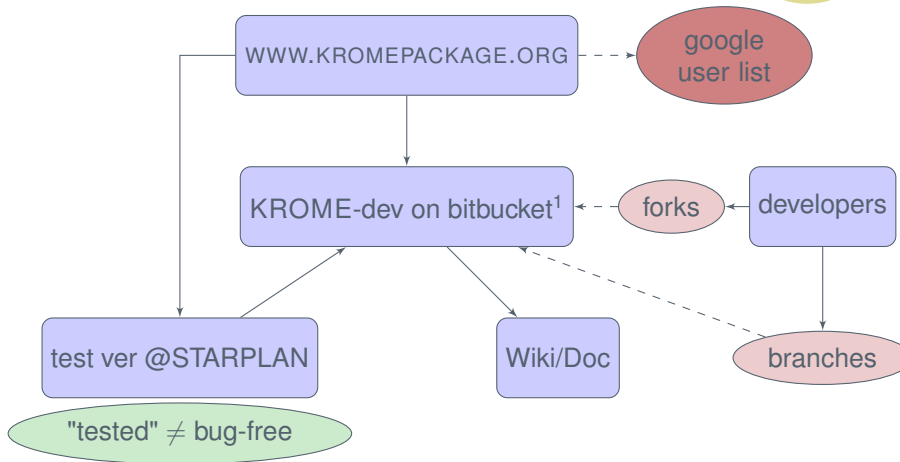 WWW.KROMEPACKAGE.ORG
google
user list
KROME-dev on bitbucket¹
forks
developers
test ver @STARPLAN
Wiki/Doc
branches
"tested" ≠ bug-free